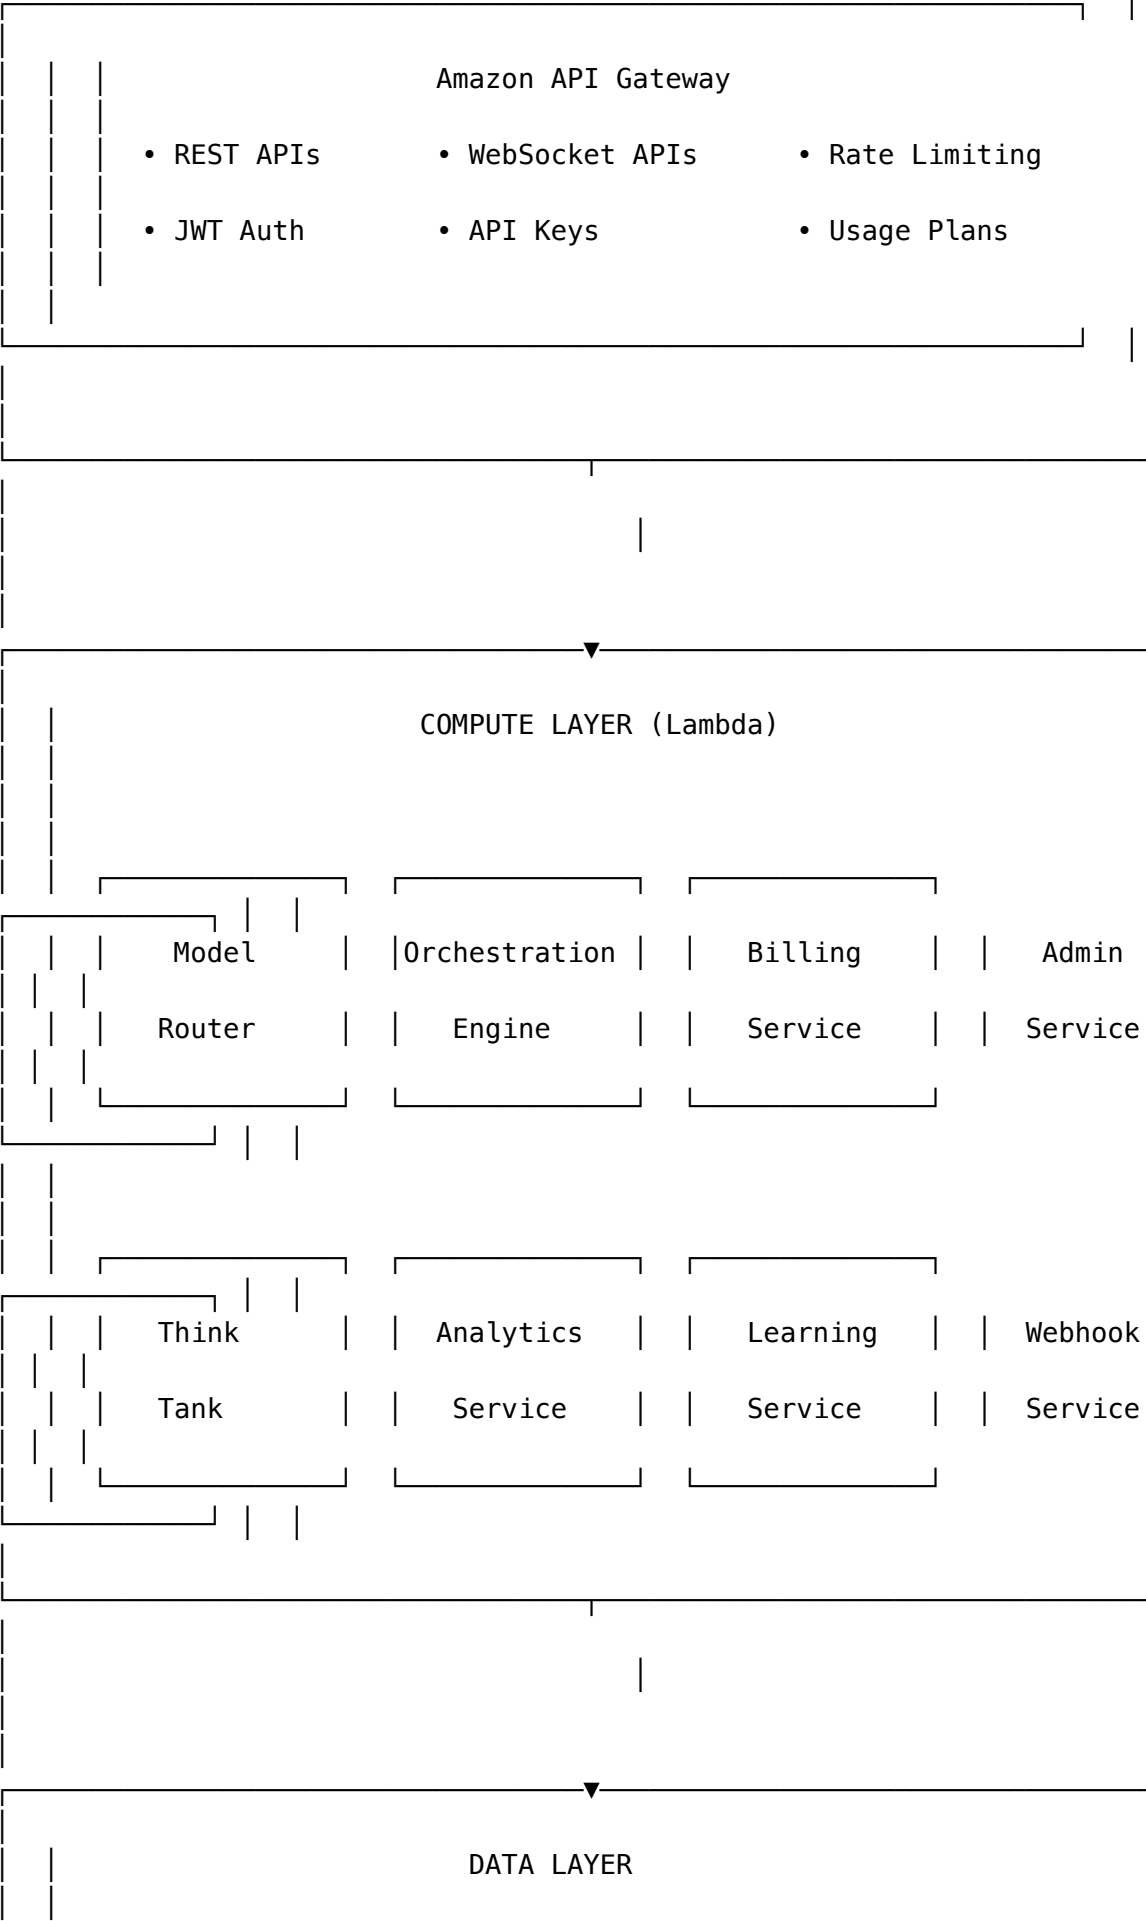 Amazon API Gateway
• REST APIs • WebSocket APIs • Rate Limiting
• JWT Auth • API Keys • Usage Plans
COMPUTE LAYER (Lambda)
Model Orchestration Billing Admin
Router Engine Service Service
Think Analytics Learning Webhook
Tank Service Service Service
DATA LAYER